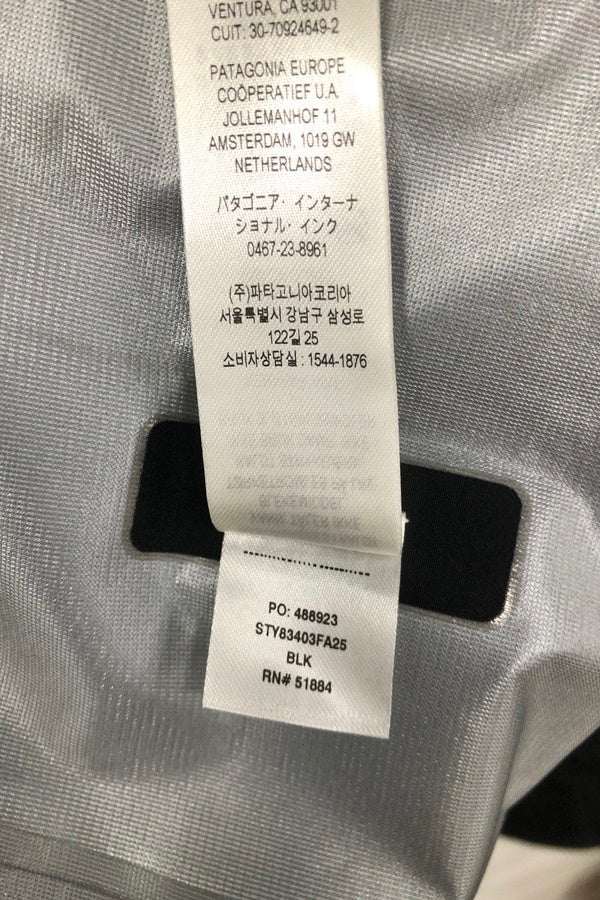 VENTURA, CA 93001
CUIT: 30-70924649-2
PATAGONIA EUROPE
COÖPERATIEF U.A.
JOLLEMANHOF 11
AMSTERDAM, 1019 GW
NETHERLANDS
パタゴニア・インターナ
ショナル・インク
0467-23-8961
(주)파타고니아코리아
서울특별시 강남구 삼성로
122길 25
소비자상담실 : 1544-1876
PO: 486923
STY83403FA25
BLK
RN# 51884